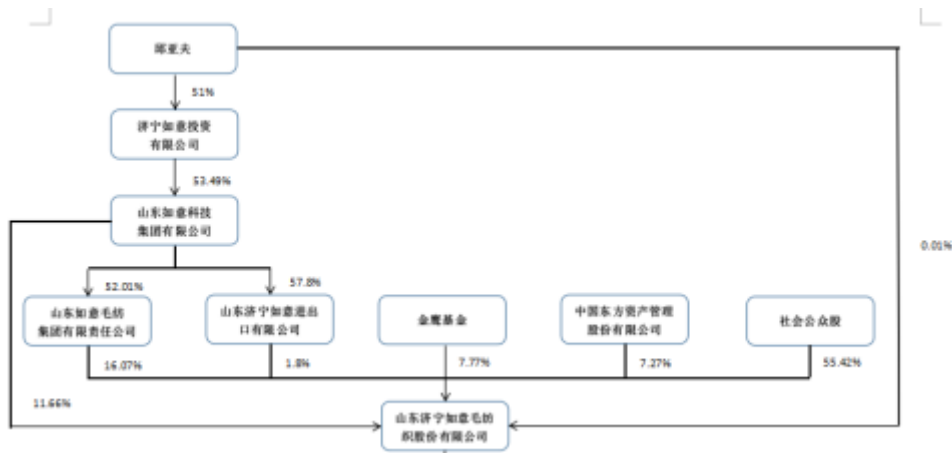 邱亚夫
51%
济宁如意投资
有限公司
53.49%
山东如意科技
集团有限公司
0.01%
52.01%
57.8%
山东如意毛纺
集团有限责任公司
山东济宁如意进出
口有限公司
金鹰基金
中国东方资产管理
股份有限公司
社会公众股
16.07%
1.8%
7.77%
7.27%
55.42%
11.66%
山东济宁如意毛纺
织股份有限公司